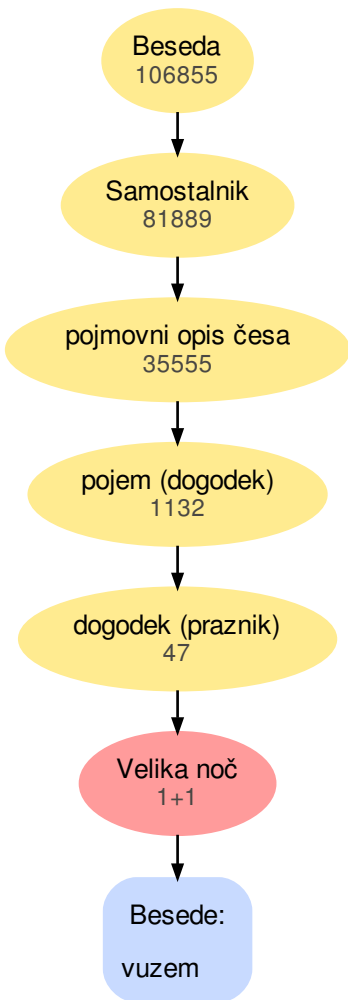 Beseda
106855
Samostalnik
81889
pojmovni opis česa
35555
pojem (dogodek)
1132
dogodek (praznik)
47
Velika noč
1+1
Besede:
vuzem